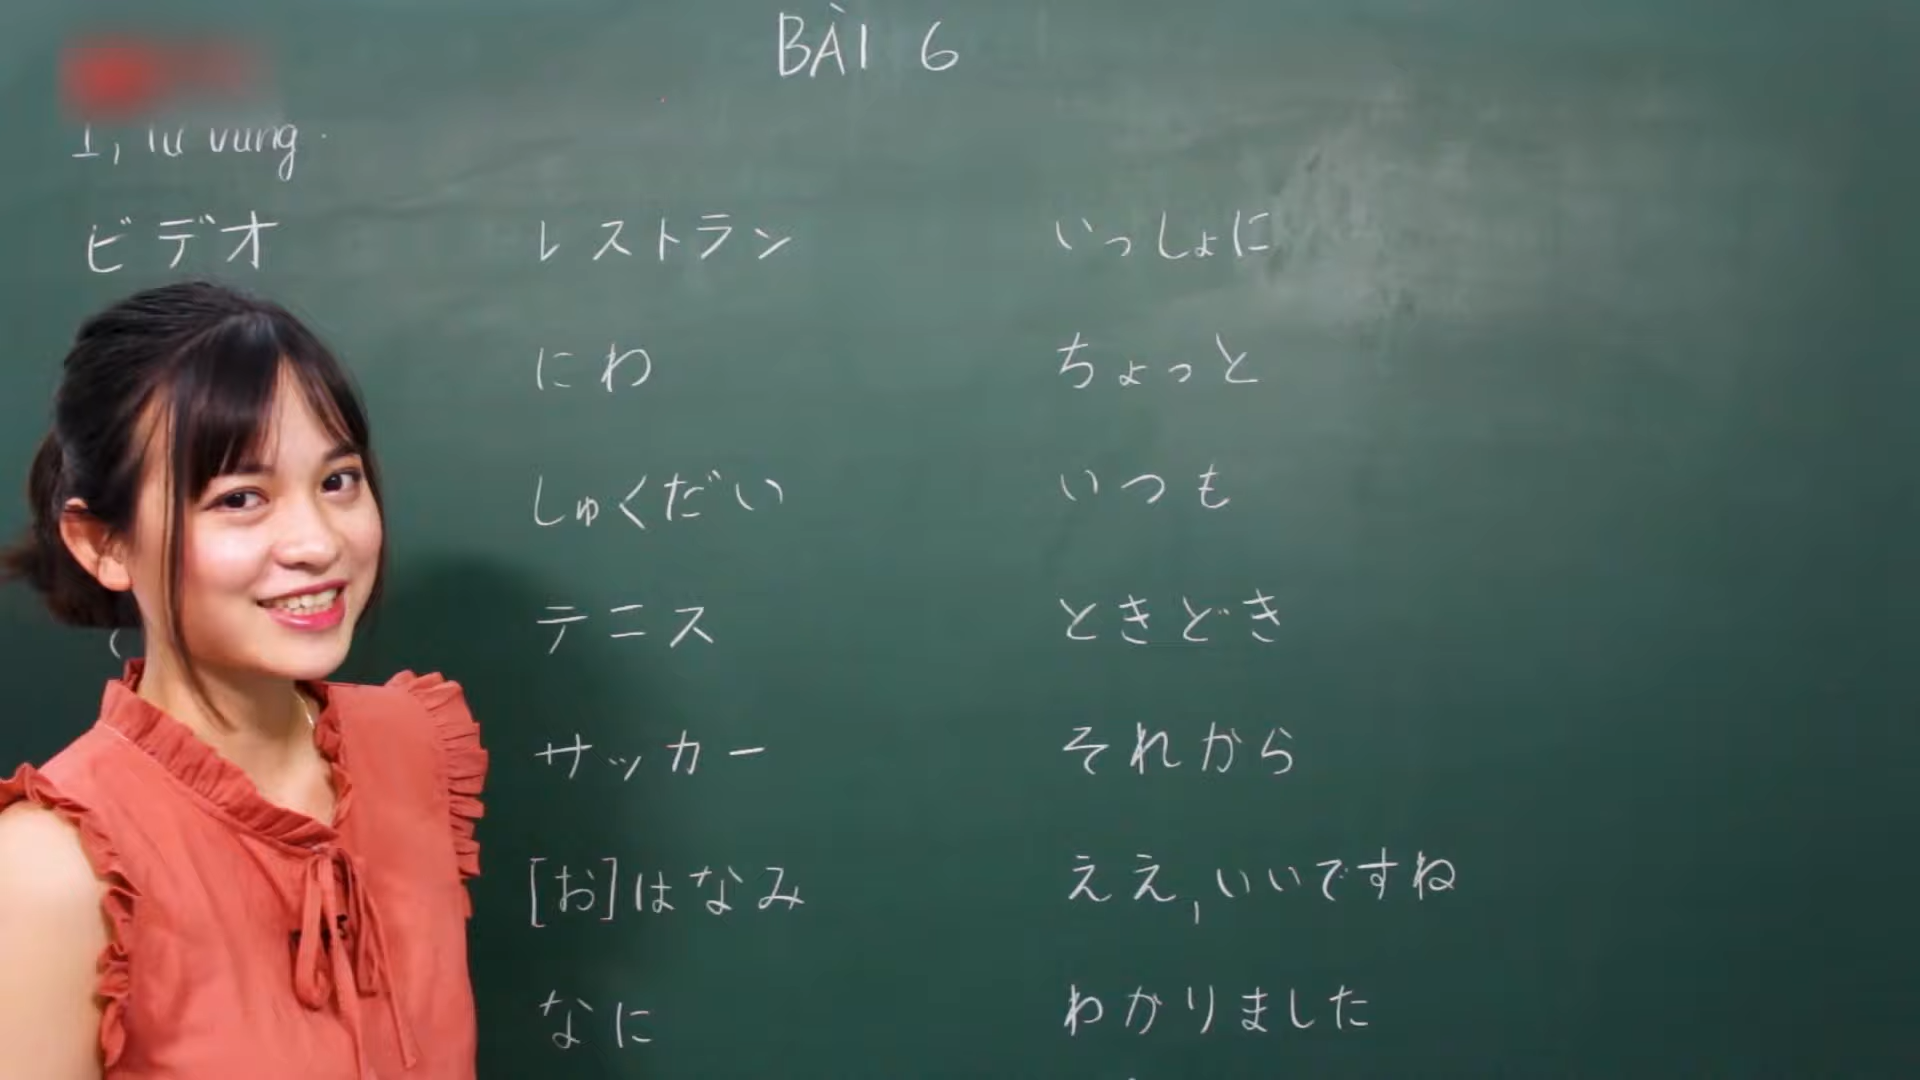 BÀI 6
I, Từ vựng.
ビデオ
レストラン
いっしょに
にわ
ちょっと
しゅくだい
いつも
テニス
ときどき
サッカー
それから
[お]はなみ
ええ,いいですね
なに
わかりました